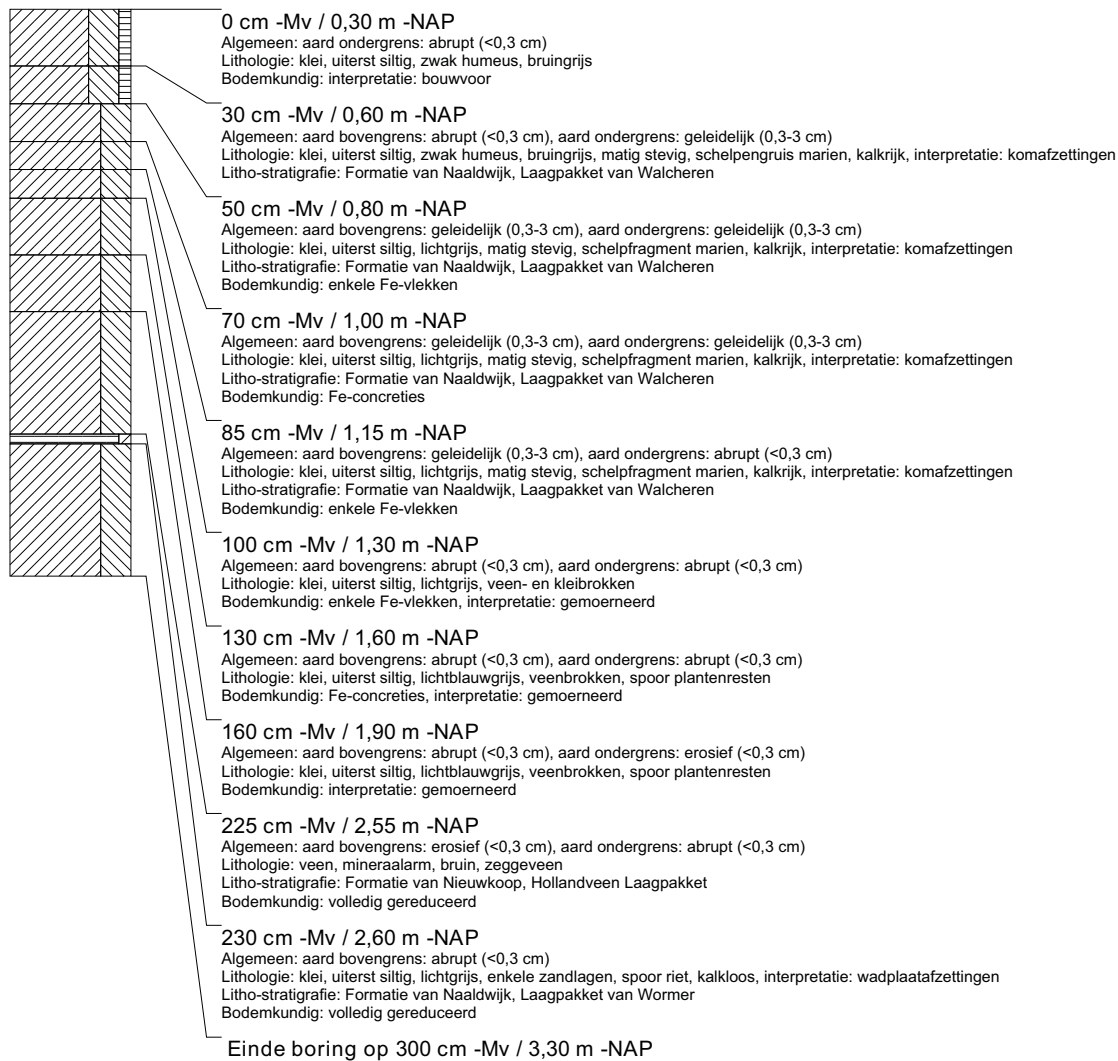 0 cm -Mv / 0,30 m -NAP
Algemeen: aard ondergrens: abrupt (<0,3 cm)
Lithologie: klei, uiterst siltig, zwak humeus, bruingrijs
Bodemkundig: interpretatie: bouwvoor
30 cm -Mv / 0,60 m -NAP
Algemeen: aard bovengrens: abrupt (<0,3 cm), aard ondergrens: geleidelijk (0,3-3 cm)
Lithologie: klei, uiterst siltig, zwak humeus, bruingrijs, matig stevig, schelpengruis marien, kalkrijk, interpretatie: komafzettingen
Litho-stratigrafie: Formatie van Naaldwijk, Laagpakket van Walcheren
50 cm -Mv / 0,80 m -NAP
Algemeen: aard bovengrens: geleidelijk (0,3-3 cm), aard ondergrens: geleidelijk (0,3-3 cm)
Lithologie: klei, uiterst siltig, lichtgrijs, matig stevig, schelpfragment marien, kalkrijk, interpretatie: komafzettingen
Litho-stratigrafie: Formatie van Naaldwijk, Laagpakket van Walcheren
Bodemkundig: enkele Fe-vlekken
70 cm -Mv / 1,00 m -NAP
Algemeen: aard bovengrens: geleidelijk (0,3-3 cm), aard ondergrens: geleidelijk (0,3-3 cm)
Lithologie: klei, uiterst siltig, lichtgrijs, matig stevig, schelpfragment marien, kalkrijk, interpretatie: komafzettingen
Litho-stratigrafie: Formatie van Naaldwijk, Laagpakket van Walcheren
Bodemkundig: Fe-concreties
85 cm -Mv / 1,15 m -NAP
Algemeen: aard bovengrens: geleidelijk (0,3-3 cm), aard ondergrens: abrupt (<0,3 cm)
Lithologie: klei, uiterst siltig, lichtgrijs, matig stevig, schelpfragment marien, kalkrijk, interpretatie: komafzettingen
Litho-stratigrafie: Formatie van Naaldwijk, Laagpakket van Walcheren
Bodemkundig: enkele Fe-vlekken
100 cm -Mv / 1,30 m -NAP
Algemeen: aard bovengrens: abrupt (<0,3 cm), aard ondergrens: abrupt (<0,3 cm)
Lithologie: klei, uiterst siltig, lichtgrijs, veen- en kleibrokken
Bodemkundig: enkele Fe-vlekken, interpretatie: gemoerneerd
130 cm -Mv / 1,60 m -NAP
Algemeen: aard bovengrens: abrupt (<0,3 cm), aard ondergrens: abrupt (<0,3 cm)
Lithologie: klei, uiterst siltig, lichtblauwgrijs, veenbrokken, spoor plantenresten
Bodemkundig: Fe-concreties, interpretatie: gemoerneerd
160 cm -Mv / 1,90 m -NAP
Algemeen: aard bovengrens: abrupt (<0,3 cm), aard ondergrens: erosief (<0,3 cm)
Lithologie: klei, uiterst siltig, lichtblauwgrijs, veenbrokken, spoor plantenresten
Bodemkundig: interpretatie: gemoerneerd
225 cm -Mv / 2,55 m -NAP
Algemeen: aard bovengrens: erosief (<0,3 cm), aard ondergrens: abrupt (<0,3 cm)
Lithologie: veen, mineraalarm, bruin, zeggeveen
Litho-stratigrafie: Formatie van Nieuwkoop, Hollandveen Laagpakket
Bodemkundig: volledig gereduceerd
230 cm -Mv / 2,60 m -NAP
Algemeen: aard bovengrens: abrupt (<0,3 cm)
Lithologie: klei, uiterst siltig, lichtgrijs, enkele zandlagen, spoor riet, kalkloos, interpretatie: wadplaatafzettingen
Litho-stratigrafie: Formatie van Naaldwijk, Laagpakket van Wormer
Bodemkundig: volledig gereduceerd
Einde boring op 300 cm -Mv / 3,30 m -NAP